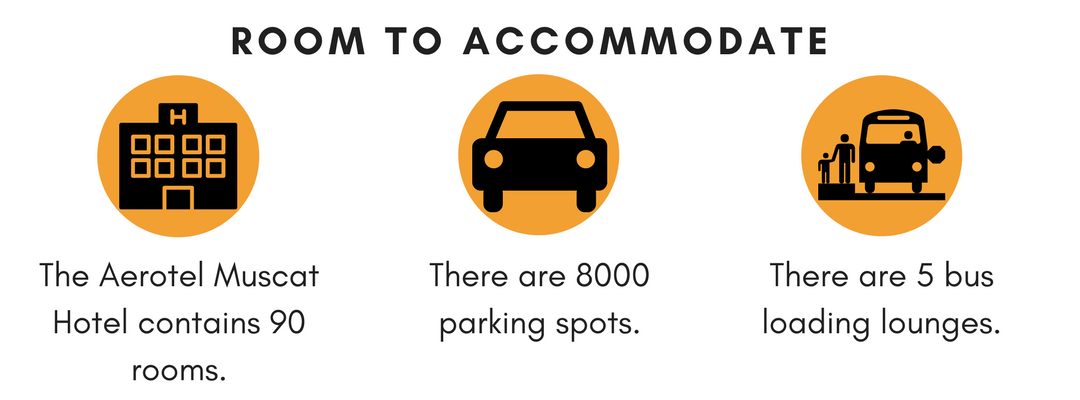 ROOM TO ACCOMMODATE
H
The Aerotel Muscat
Hotel contains 90
rooms.
There are 8000
parking spots.
There are 5 bus
loading lounges.